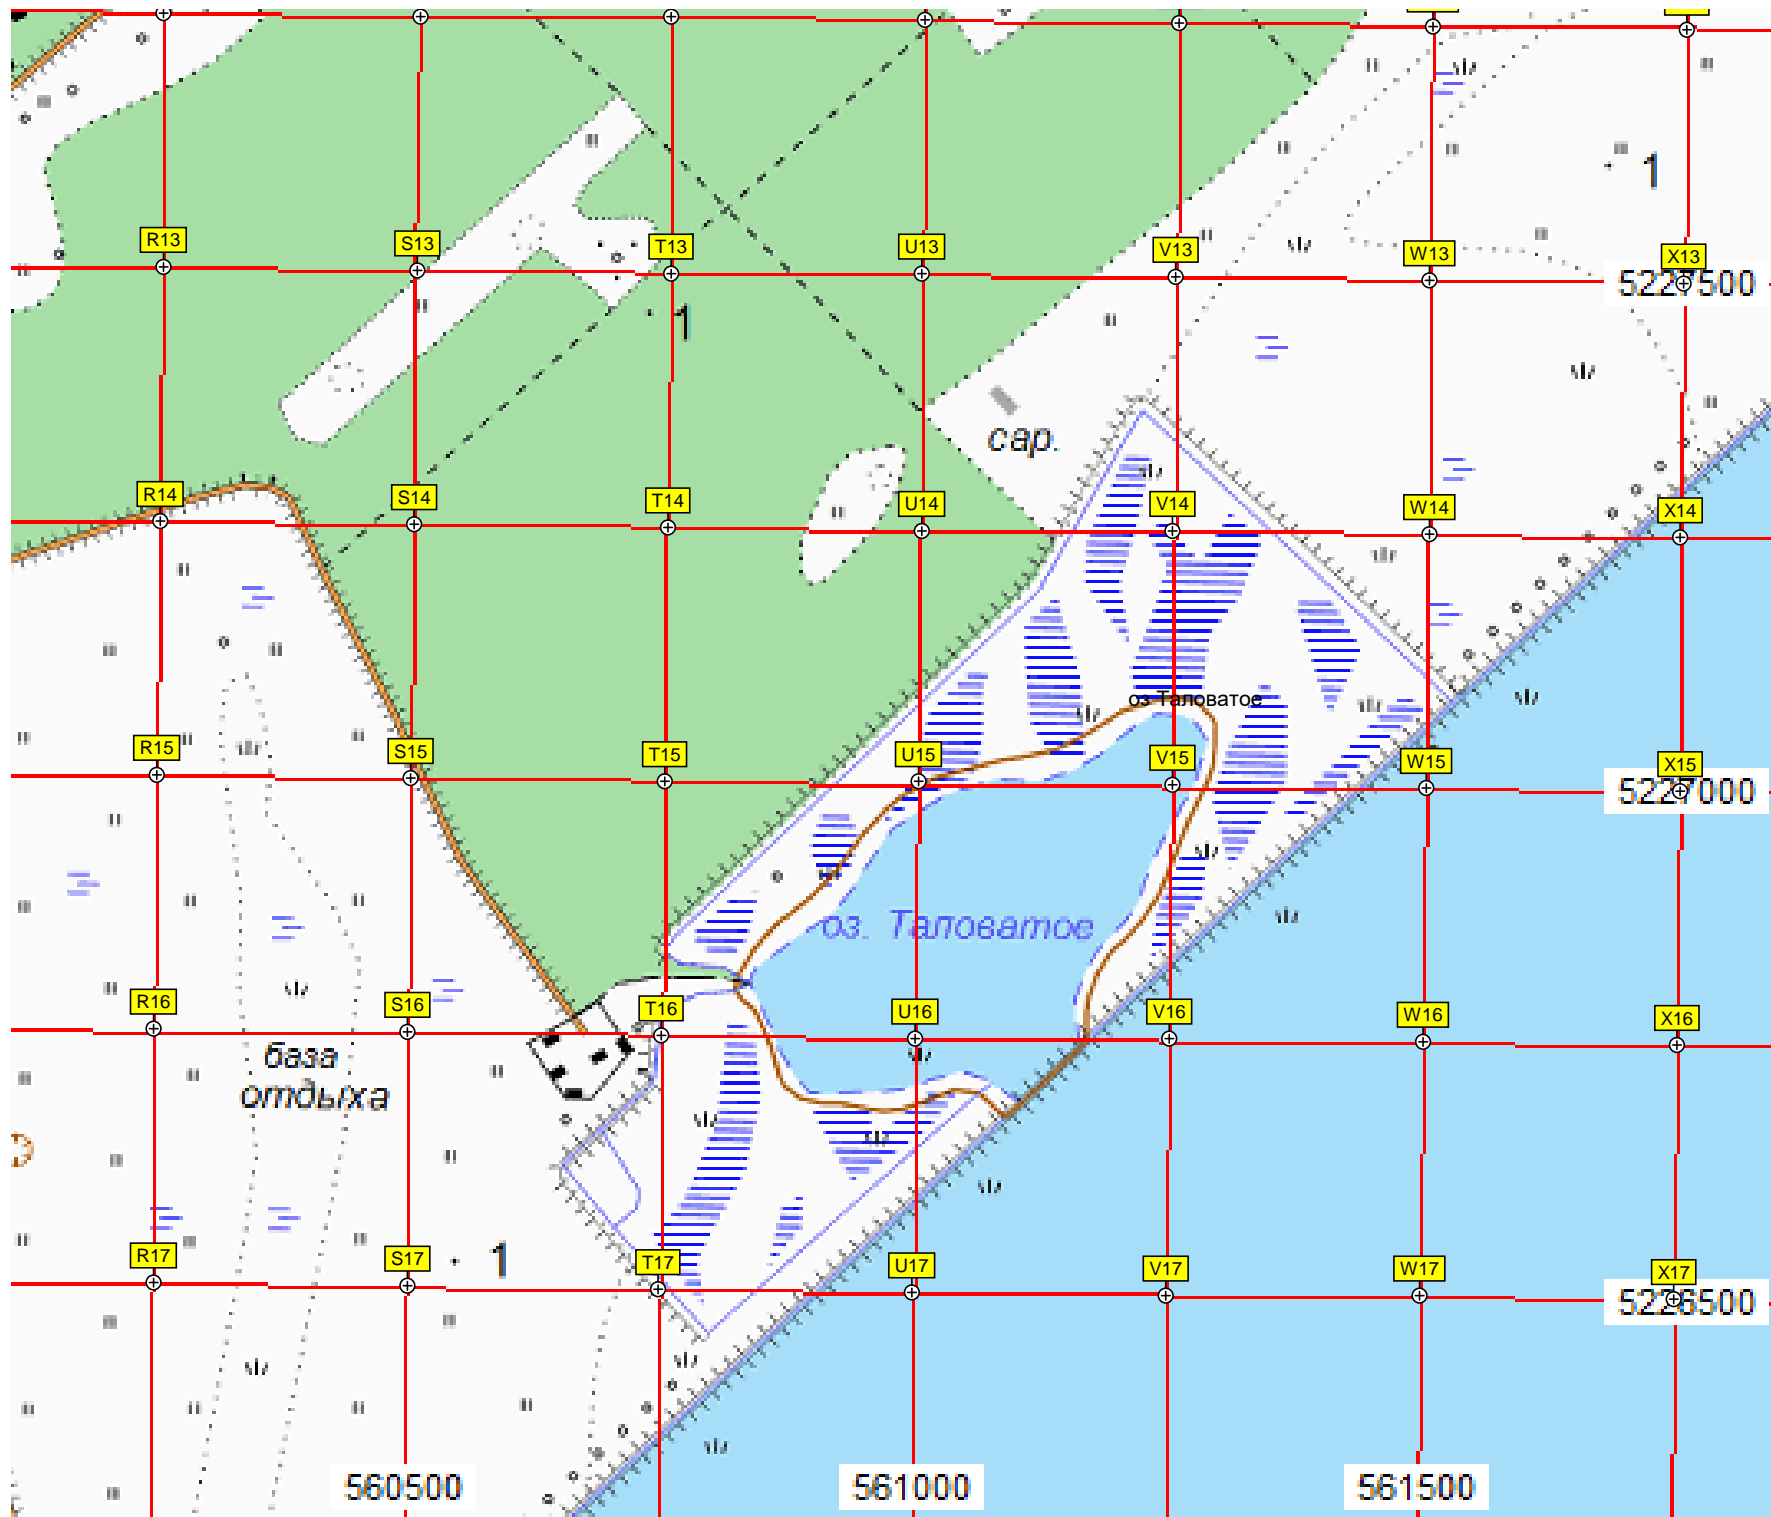 R13 S13 T13 U13 V13 W13 X13
1
5227500
1
сар.
R14 S14 T14 U14 V14 W14 X14
оз Таловатое
R15 S15 T15 U15 V15 W15 X15
5227000
оз. Таловатое
R16 S16 T16 U16 V16 W16 X16
база
отдыха
R17 S17 T17 U17 V17 W17 X17
1
5226500
560500 561000 561500